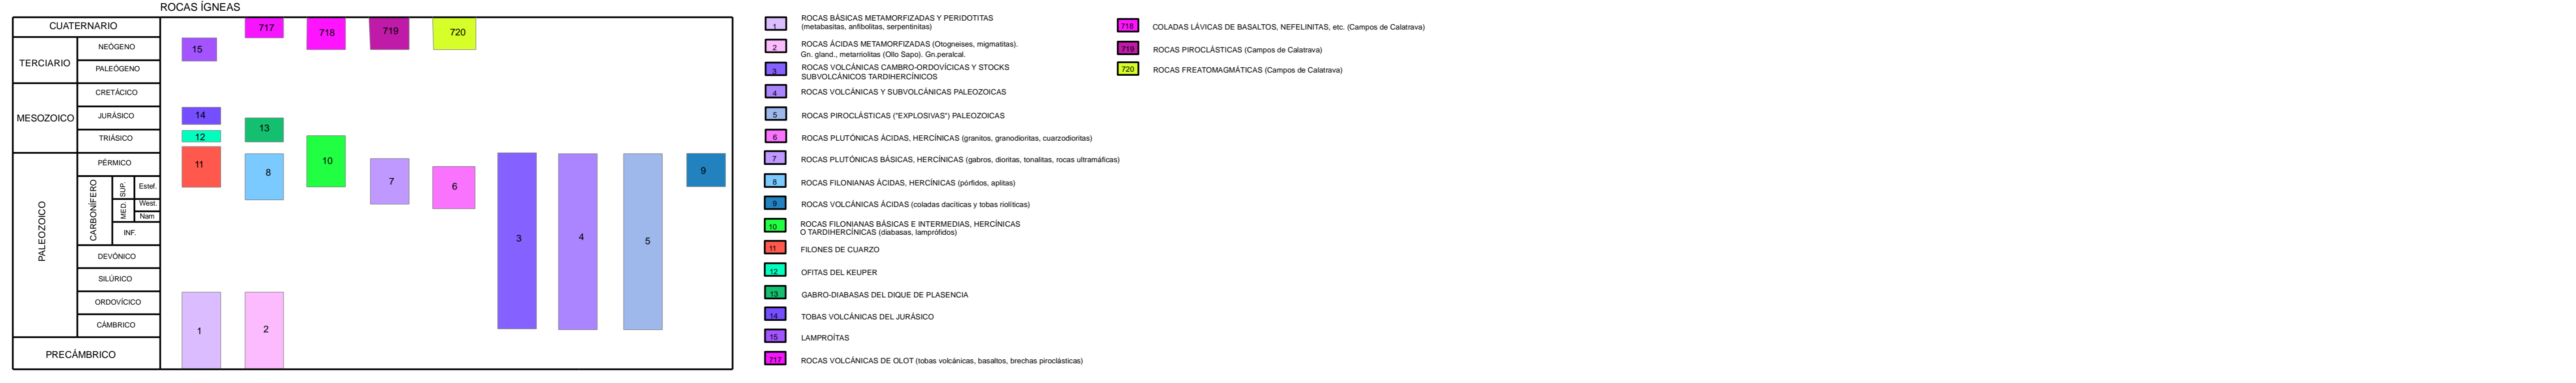 ROCAS ÍGNEAS
CUATERNARIO
TERCIARIO
NEÓGENO
PALEÓGENO
MESOZOICO
CRETÁCICO
JURÁSICO
TRIÁSICO
PALEOZOICO
PÉRMICO
CARBONÍFERO
SUP.
MED.
Estef.
West.
Nam
INF.
DEVÓNICO
SILÚRICO
ORDOVÍCICO
CÁMBRICO
PRECÁMBRICO
717
718
719
720
15
14
13
12
11
8
10
7
6
9
3
4
5
1
2
1 ROCAS BÁSICAS METAMORFIZADAS Y PERIDOTITAS
(metabasitas, anfibolitas, serpentinitas)
2 ROCAS ÁCIDAS METAMORFIZADAS (Otogneises, migmatitas).
Gn. gland., metarriolitas (Ollo Sapo). Gn.peralcal.
3 ROCAS VOLCÁNICAS CAMBRO-ORDOVÍCICAS Y STOCKS
SUBVOLCÁNICOS TARDIHERCÍNICOS
4 ROCAS VOLCÁNICAS Y SUBVOLCÁNICAS PALEOZOICAS
5 ROCAS PIROCLÁSTICAS ("EXPLOSIVAS") PALEOZOICAS
6 ROCAS PLUTÓNICAS ÁCIDAS, HERCÍNICAS (granitos, granodioritas, cuarzodioritas)
7 ROCAS PLUTÓNICAS BÁSICAS, HERCÍNICAS (gabros, dioritas, tonalitas, rocas ultramáficas)
8 ROCAS FILONIANAS ÁCIDAS, HERCÍNICAS (pórfidos, aplitas)
9 ROCAS VOLCÁNICAS ÁCIDAS (coladas dacíticas y tobas riolíticas)
10 ROCAS FILONIANAS BÁSICAS E INTERMEDIAS, HERCÍNICAS
O TARDIHERCÍNICAS (diabasas, lamprófidos)
11 FILONES DE CUARZO
12 OFITAS DEL KEUPER
13 GABRO-DIABASAS DEL DIQUE DE PLASENCIA
14 TOBAS VOLCÁNICAS DEL JURÁSICO
15 LAMPROÍTAS
717 ROCAS VOLCÁNICAS DE OLOT (tobas volcánicas, basaltos, brechas piroclásticas)
718 COLADAS LÁVICAS DE BASALTOS, NEFELINITAS, etc. (Campos de Calatrava)
719 ROCAS PIROCLÁSTICAS (Campos de Calatrava)
720 ROCAS FREATOMAGMÁTICAS (Campos de Calatrava)